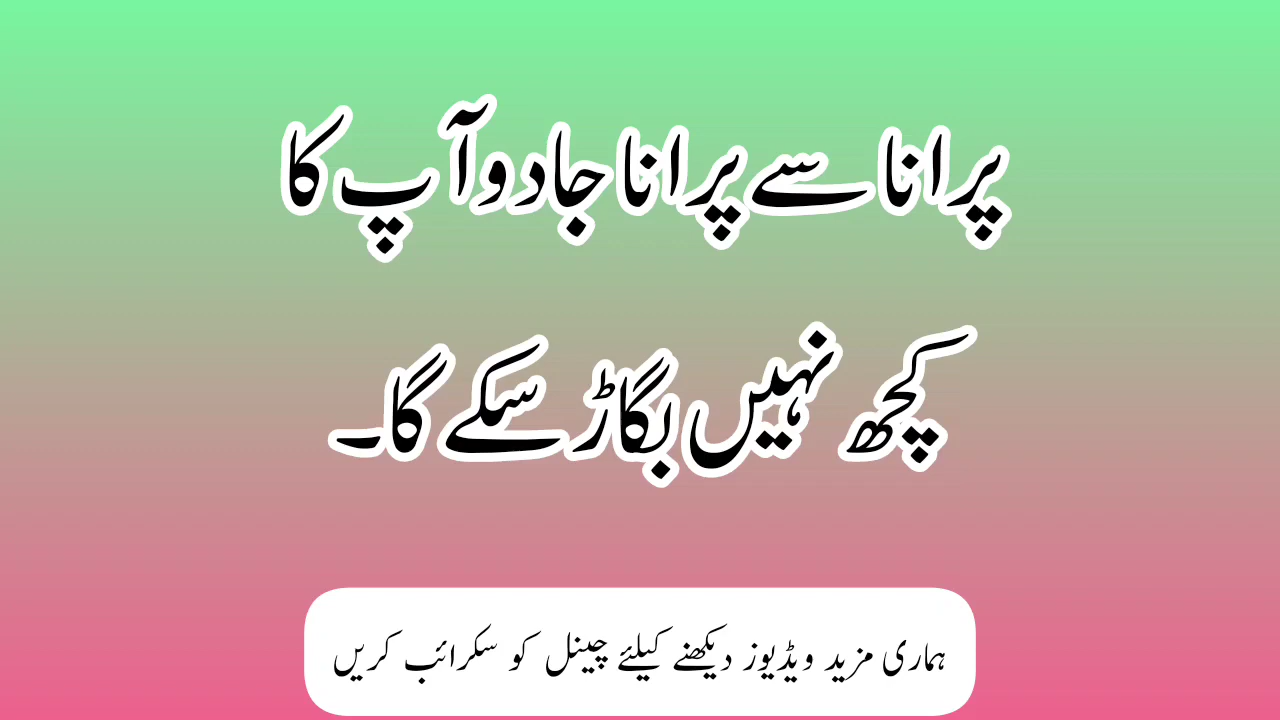 پرانا سے پرانا جادو آپ کا
کچھ نہیں بگاڑ سکے گا۔
ہماری مزید ویڈیوز دیکھنے کیلئے چینل کو سکرائب کریں